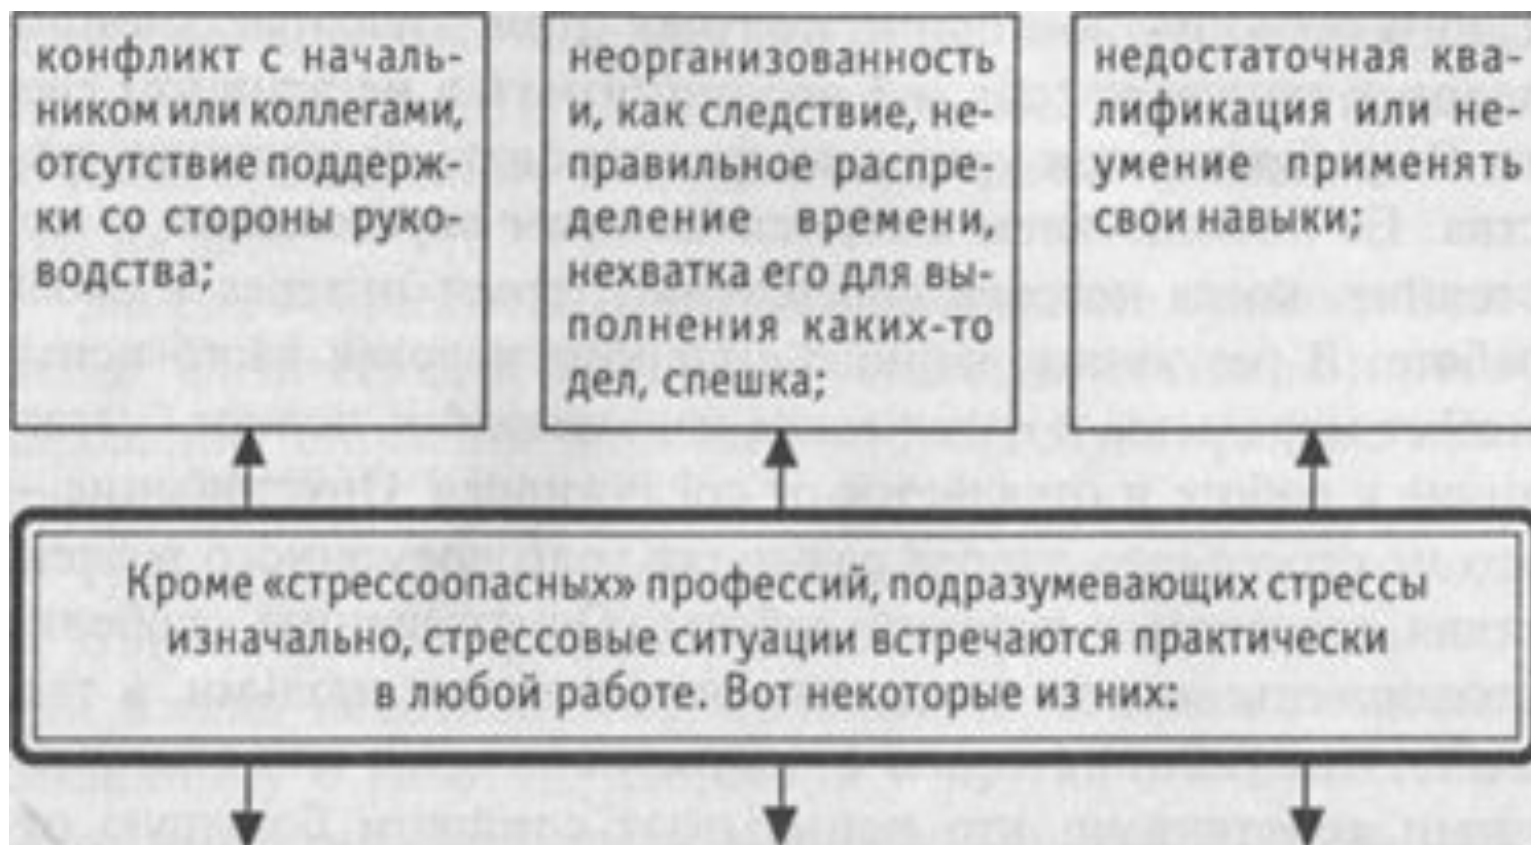 конфликт с началь-
ником или коллегами,
отсутствие поддерж-
ки со стороны руко-
водства;
неорганизованность
и, как следствие, не-
правильное распре-
деление времени,
нехватка его для вы-
полнения каких-то
дел, спешка;
недостаточная ква-
лификация или не-
умение применять
свои навыки;
Кроме «стрессоопасных» профессий, подразумевающих стрессы
изначально, стрессовые ситуации встречаются практически
в любой работе. Вот некоторые из них: